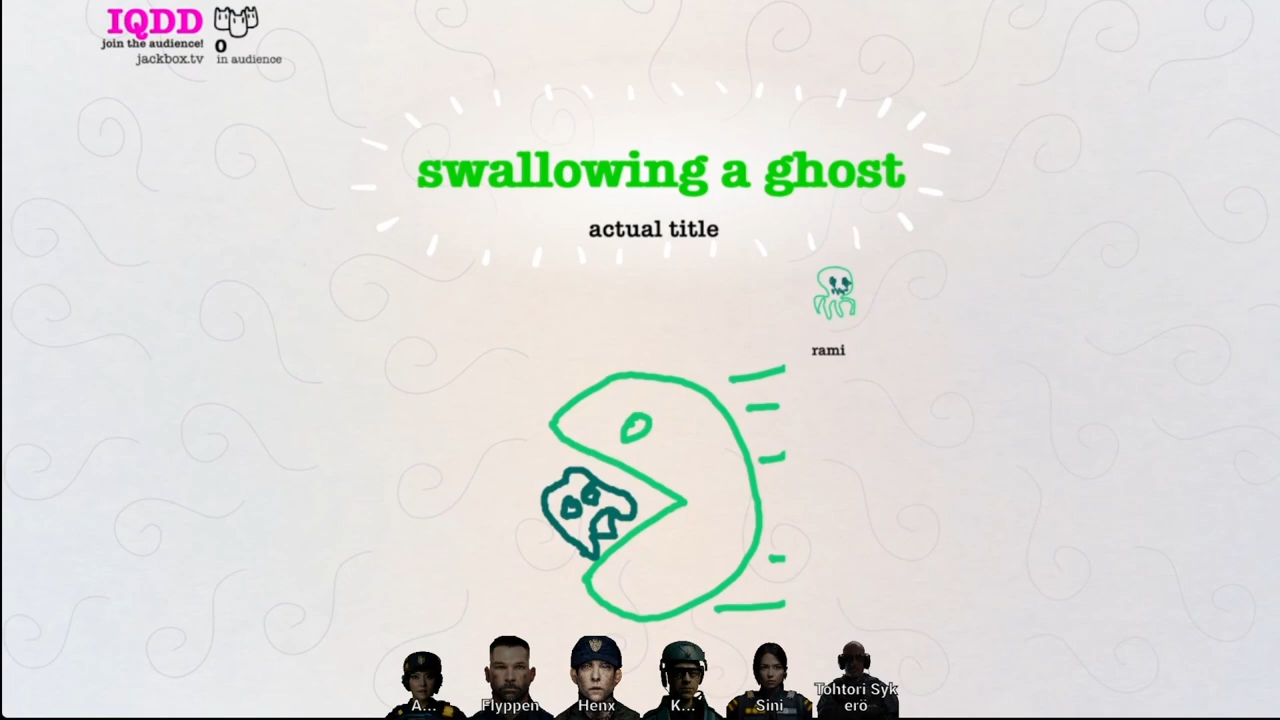 IQDD
join the audience!
jackbox.tv
0
in audience
swallowing a ghost
actual title
rami
A...
Flyppen
Henx
K...
Sini
Tohtori Syk
erö